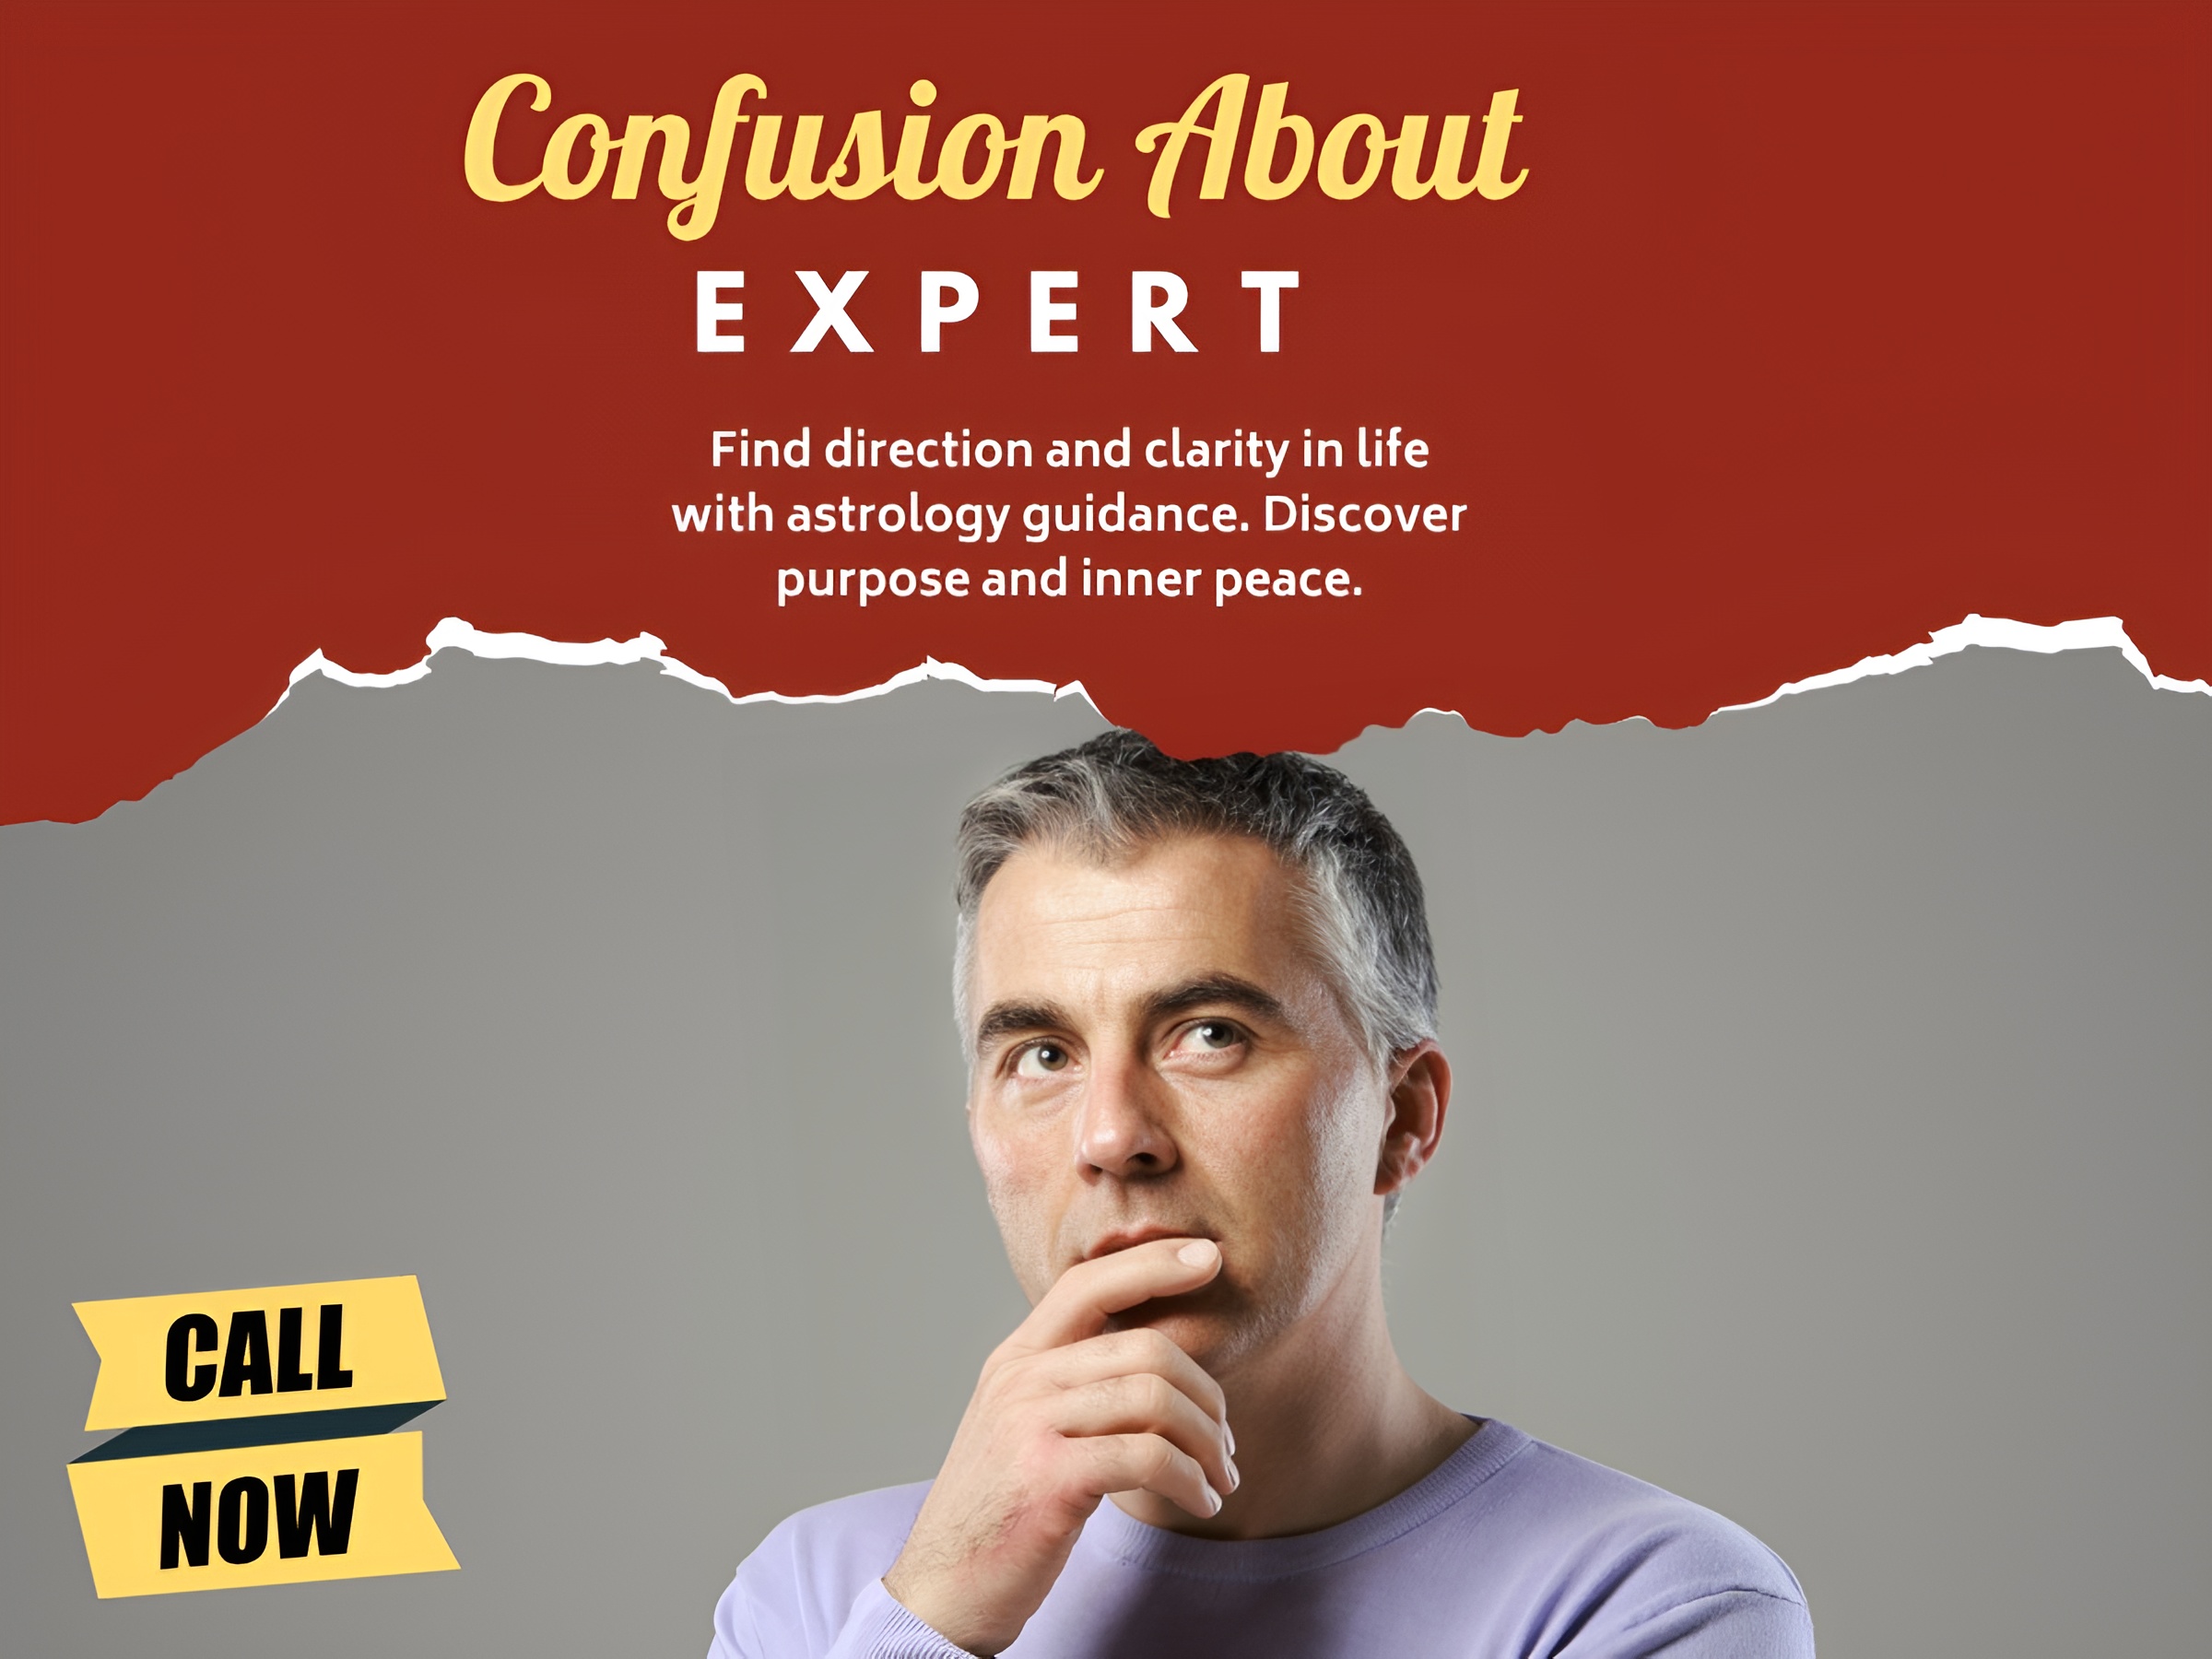 Confusion About
EXPERT
Find direction and clarity in life
with astrology guidance. Discover
purpose and inner peace.
CALL
NOW